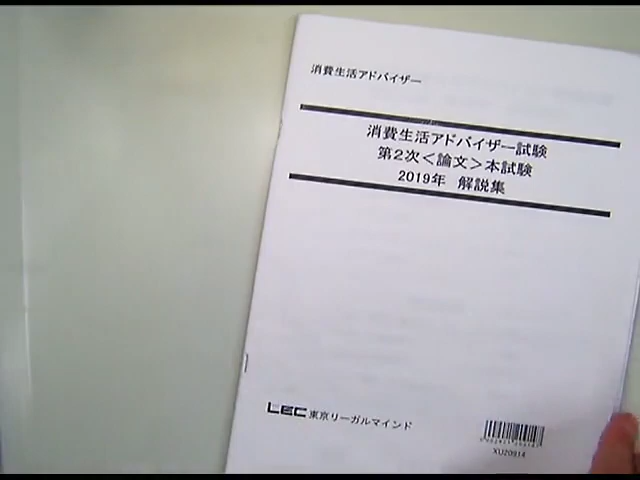 消費生活アドバイザー
消費生活アドバイザー試験
第2次<論文>本試験
2019年 解説集
LEC東京リーガルマインド
XU20914